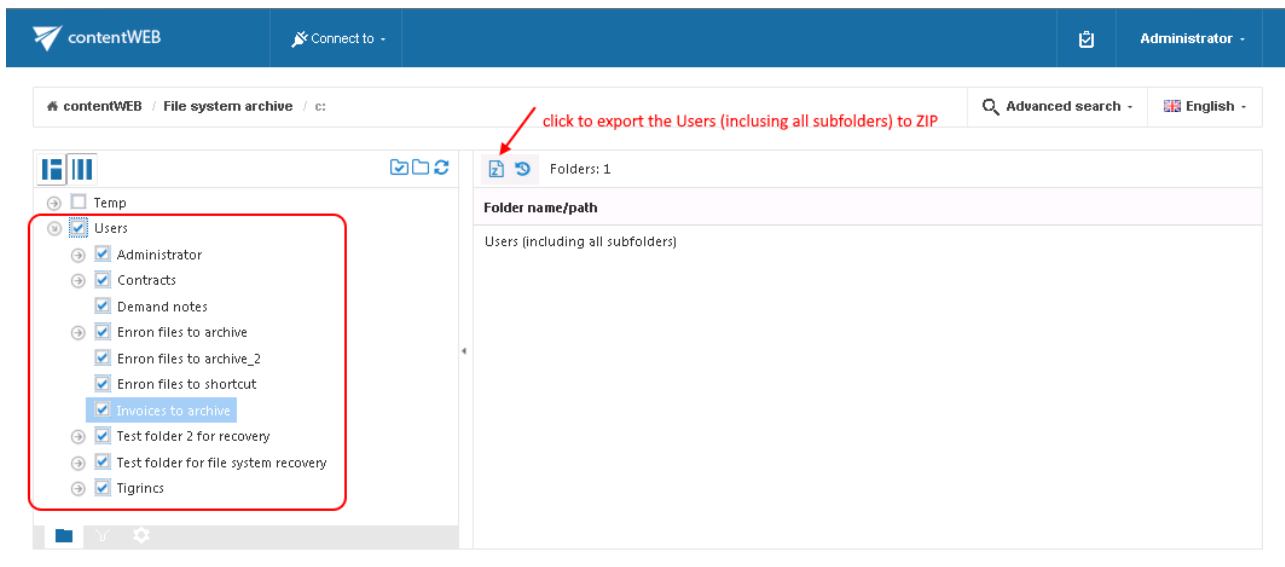 contentWEB
Connect to
Administrator
contentWEB / File system archive / c:
Advanced search
English
click to export the Users (inclusing all subfolders) to ZIP
Folders: 1
Temp
Users
Administrator
Contracts
Demand notes
Enron files to archive
Enron files to archive_2
Enron files to shortcut
Invoices to archive
Test folder 2 for recovery
Test folder for file system recovery
Tigrincs
Folder name/path
Users (including all subfolders)